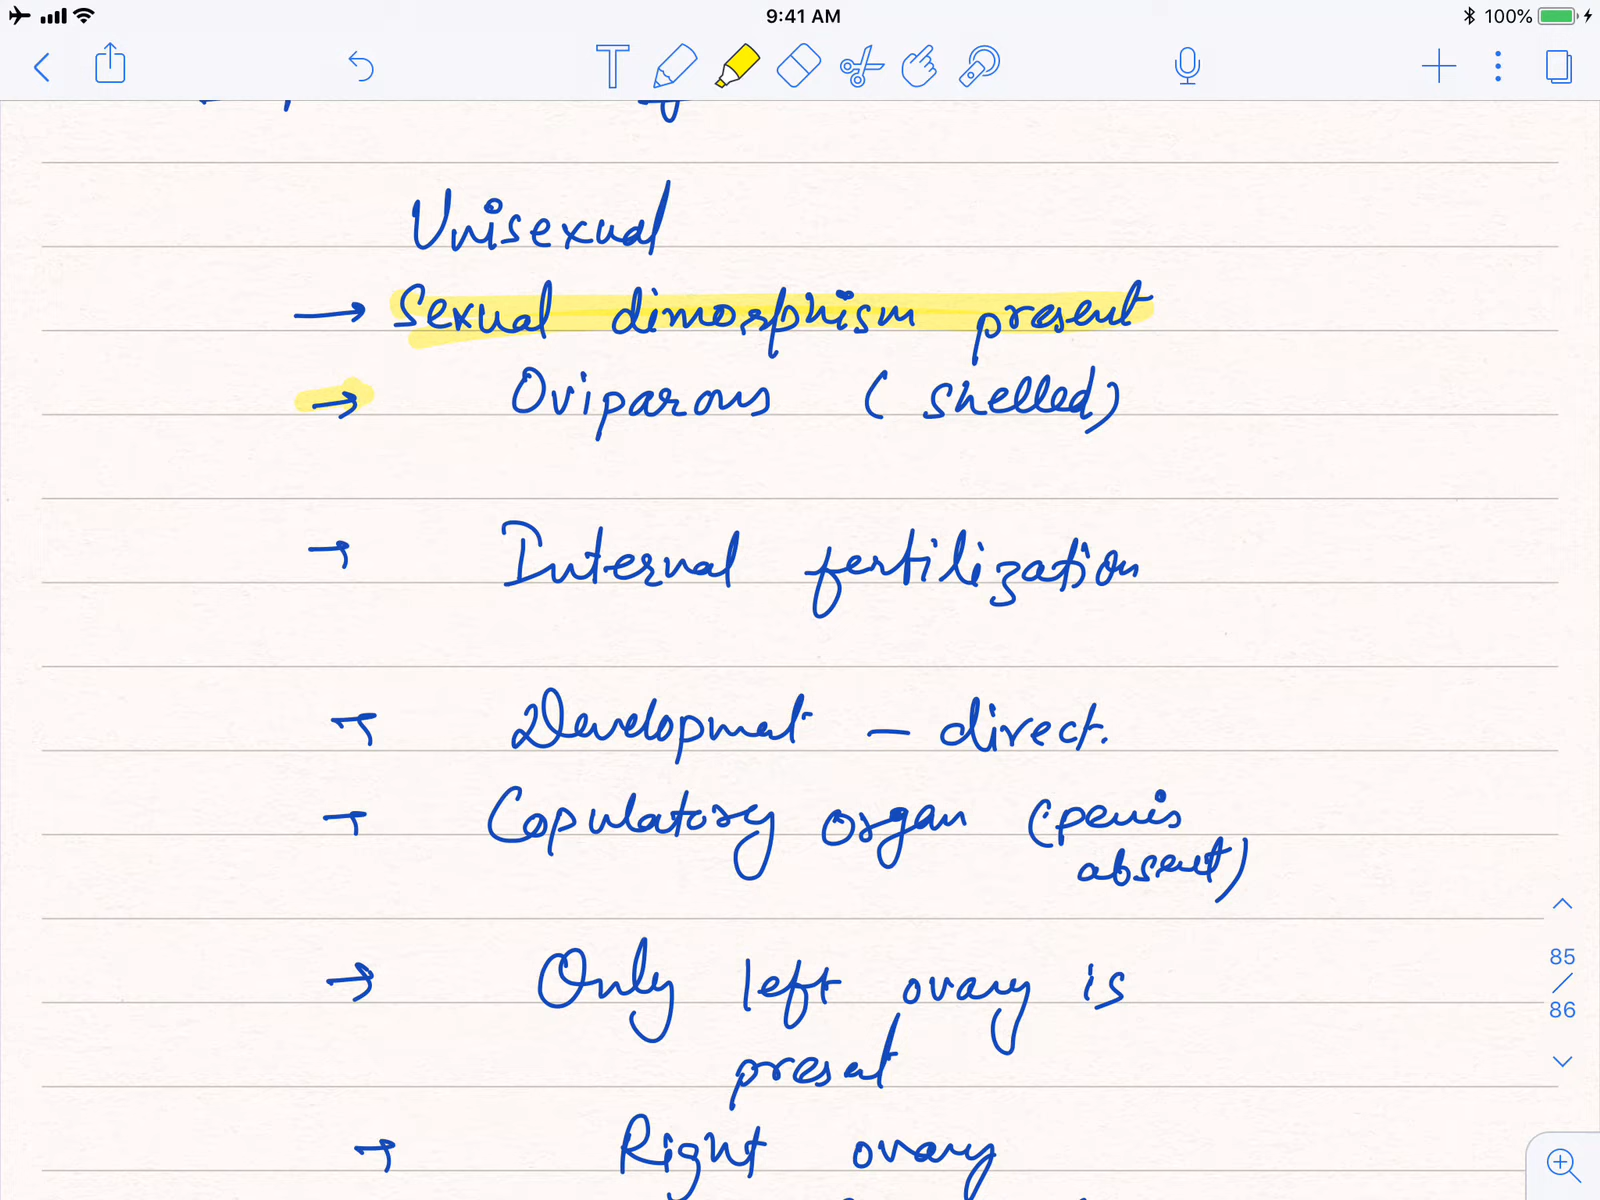 9:41 AM
100%
T
Unisexual
→ Sexual dimorphism present
→ Oviparous (shelled)
→ Internal fertilization
→ Development – direct.
→ Copulatory organ (penis
absent)
→ Only left ovary is
present
→ Right ovary
85
/
86